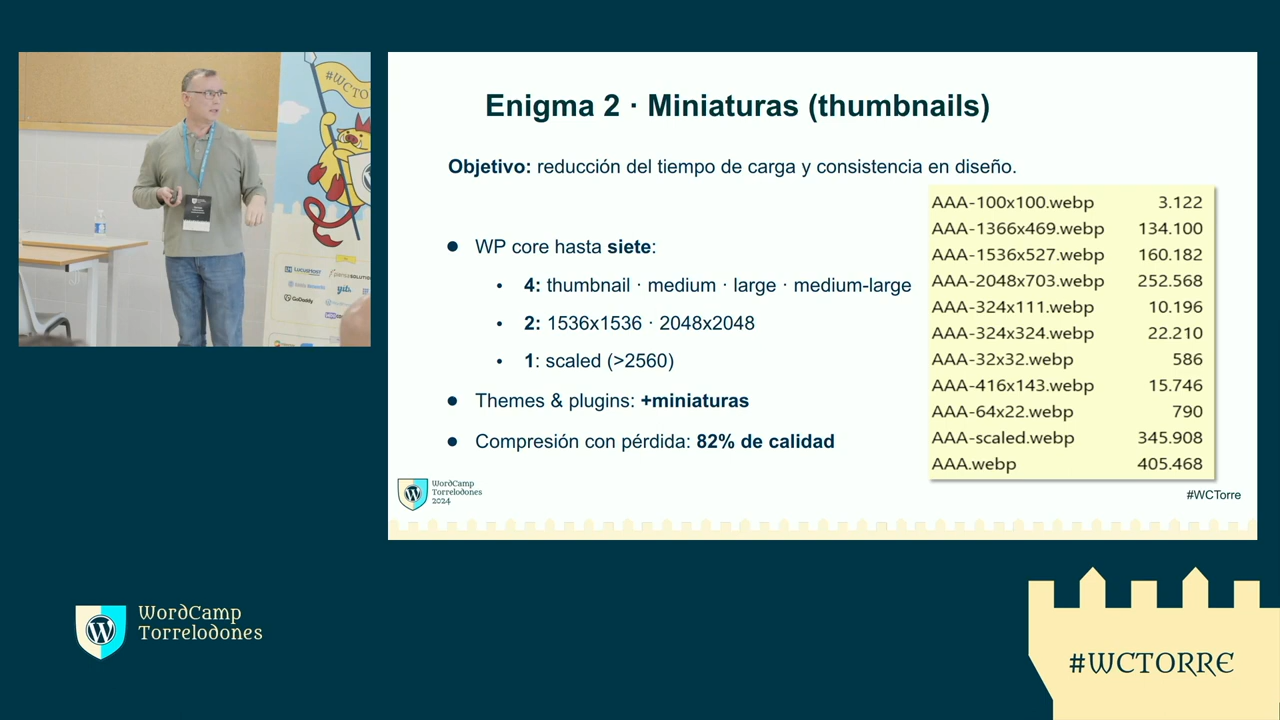 #WCTO
LucusHost
GoDaddy
Enigma 2 · Miniaturas (thumbnails)
Objetivo: reducción del tiempo de carga y consistencia en diseño.
● WP core hasta siete:
• 4: thumbnail · medium · large · medium-large
• 2: 1536x1536 · 2048x2048
• 1: scaled (>2560)
● Themes & plugins: +miniaturas
● Compresión con pérdida: 82% de calidad
AAA-100x100.webp 3.122
AAA-1366x469.webp 134.100
AAA-1536x527.webp 160.182
AAA-2048x703.webp 252.568
AAA-324x111.webp 10.196
AAA-324x324.webp 22.210
AAA-32x32.webp 586
AAA-416x143.webp 15.746
AAA-64x22.webp 790
AAA-scaled.webp 345.908
AAA.webp 405.468
WordCamp
Torrelodones
2024
#WCTorre
WordCamp
Torrelodones
#WCTORRE